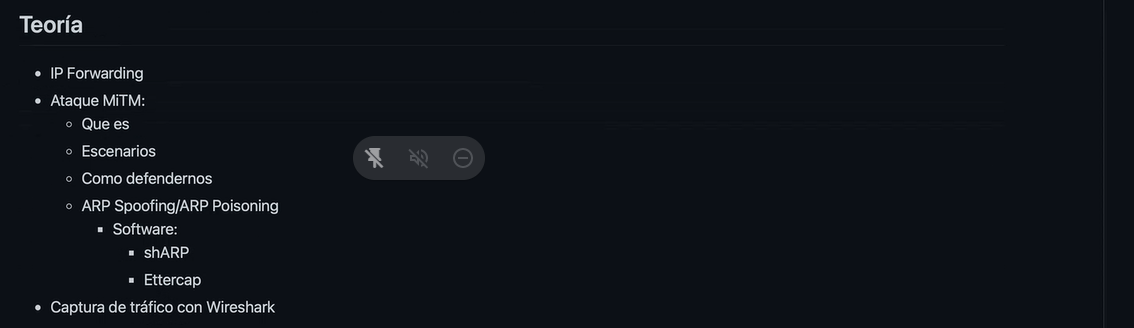 Teoría
IP Forwarding
Ataque MiTM:
Que es
Escenarios
Como defendernos
ARP Spoofing/ARP Poisoning
Software:
shARP
Ettercap
Captura de tráfico con Wireshark